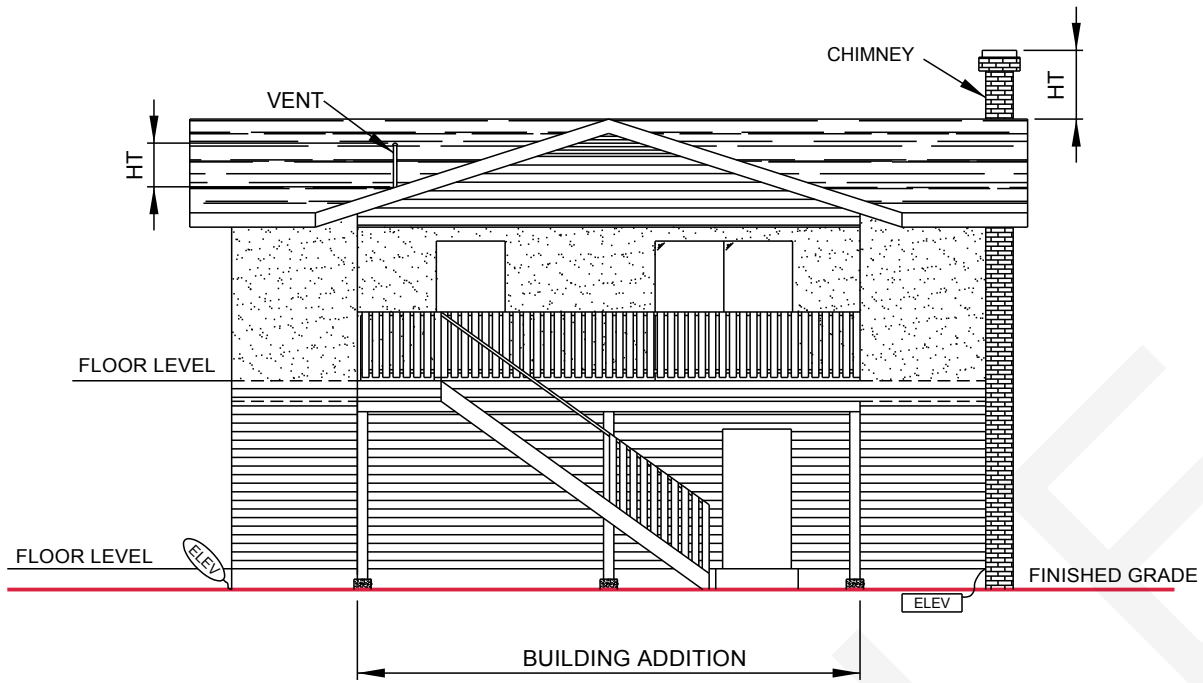 CHIMNEY
HT
VENT
HT
FLOOR LEVEL
FLOOR LEVEL
ELEV
FINISHED GRADE
ELEV
BUILDING ADDITION